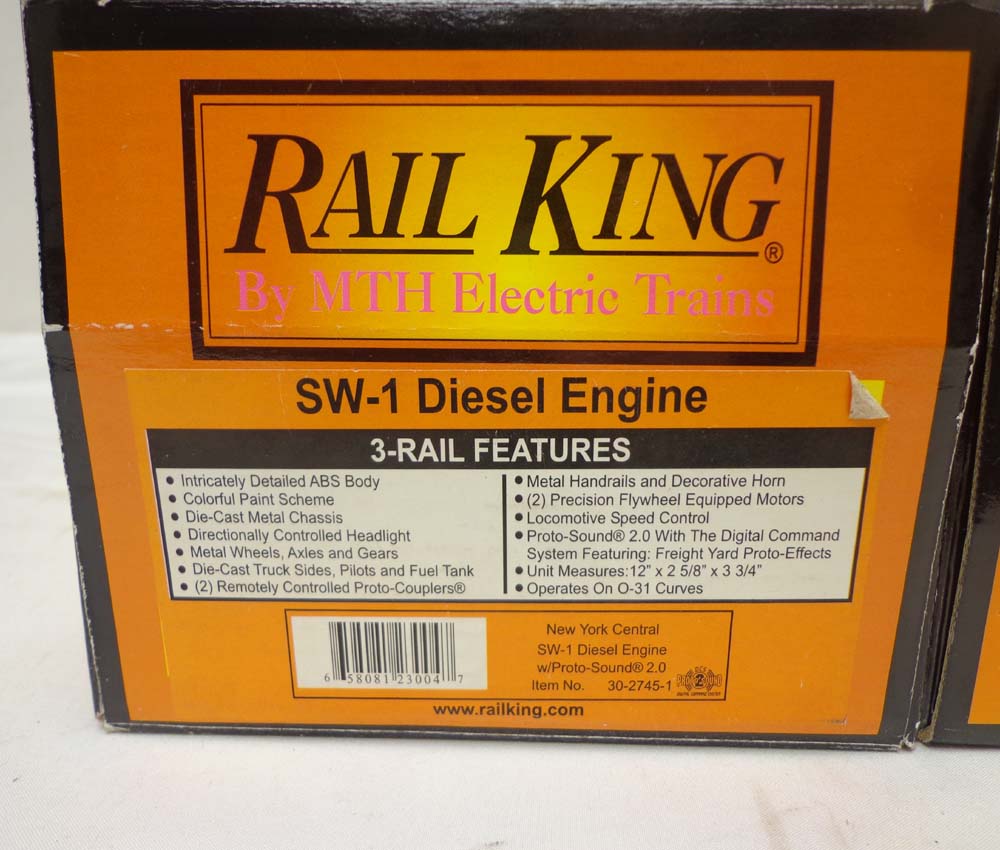 RAIL KING®
By MTH Electric Trains
SW-1 Diesel Engine
3-RAIL FEATURES
• Intricately Detailed ABS Body
• Colorful Paint Scheme
• Die-Cast Metal Chassis
• Directionally Controlled Headlight
• Metal Wheels, Axles and Gears
• Die-Cast Truck Sides, Pilots and Fuel Tank
• (2) Remotely Controlled Proto-Couplers®
• Metal Handrails and Decorative Horn
• (2) Precision Flywheel Equipped Motors
• Locomotive Speed Control
• Proto-Sound® 2.0 With The Digital Command
System Featuring: Freight Yard Proto-Effects
• Unit Measures:12" x 2 5/8" x 3 3/4"
• Operates On O-31 Curves
6 58081 23004 7
New York Central
SW-1 Diesel Engine
w/Proto-Sound® 2.0
Item No. 30-2745-1
www.railking.com